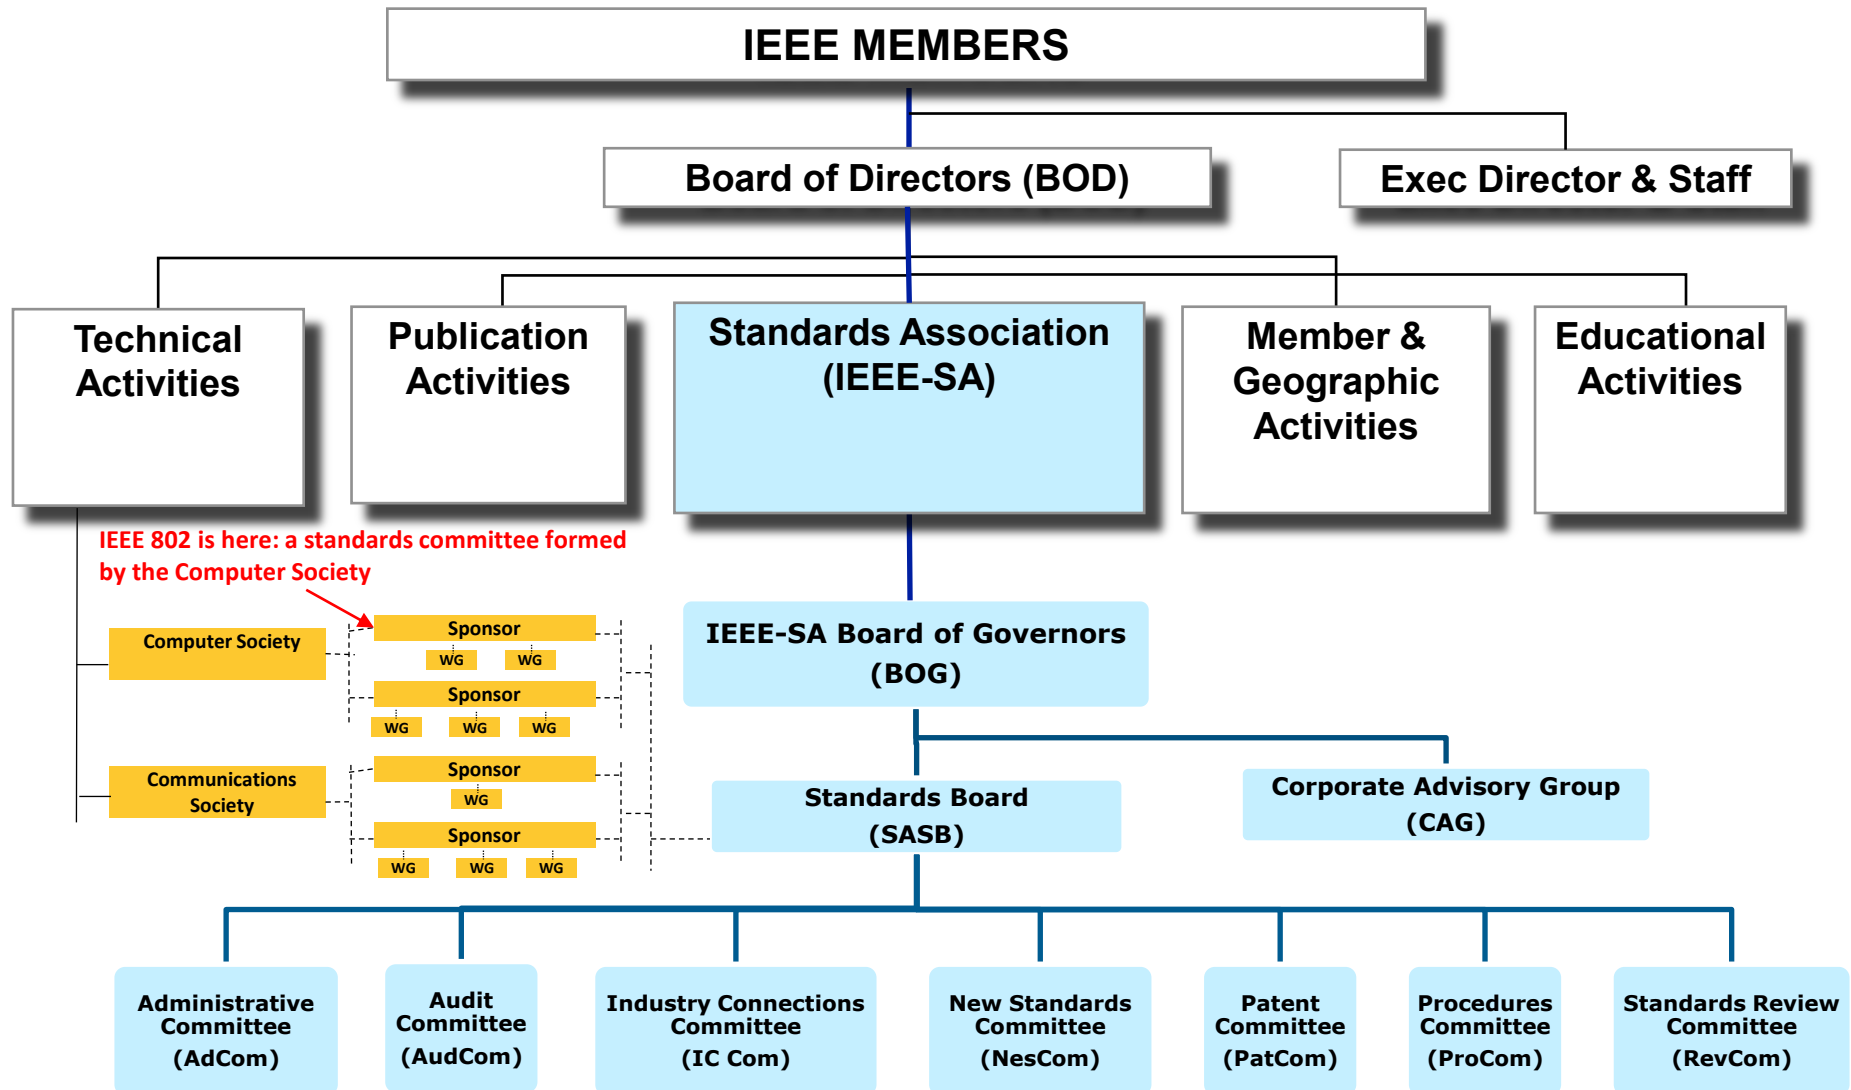 IEEE MEMBERS
Board of Directors (BOD)
Exec Director & Staff
Technical
Activities
Publication
Activities
Standards Association
(IEEE-SA)
Member &
Geographic
Activities
Educational
Activities
IEEE 802 is here: a standards committee formed
by the Computer Society
Computer Society
Sponsor
WG
WG
Sponsor
WG
WG
WG
Communications
Society
Sponsor
WG
Sponsor
WG
WG
WG
IEEE-SA Board of Governors
(BOG)
Standards Board
(SASB)
Corporate Advisory Group
(CAG)
Administrative
Committee
(AdCom)
Audit
Committee
(AudCom)
Industry Connections
Committee
(IC Com)
New Standards
Committee
(NesCom)
Patent
Committee
(PatCom)
Procedures
Committee
(ProCom)
Standards Review
Committee
(RevCom)